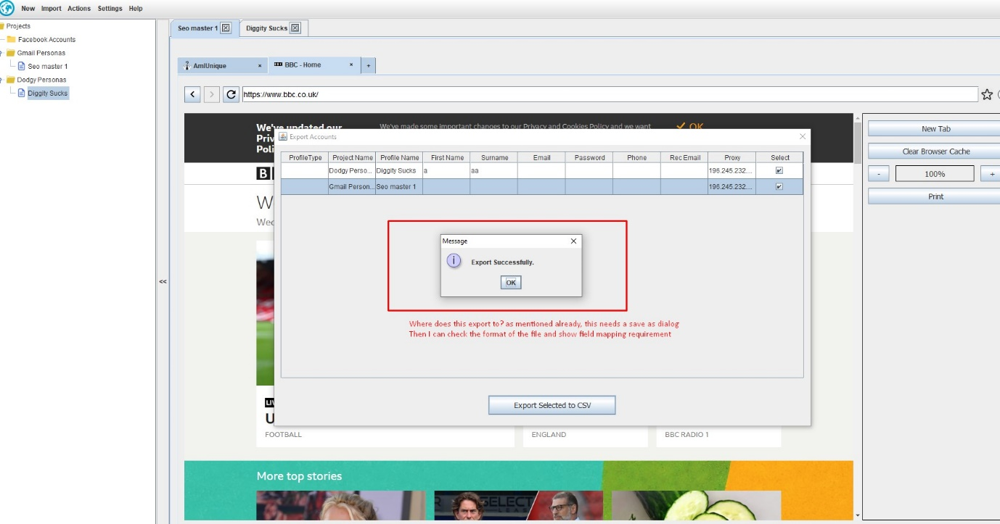 New Import Actions Settings Help
Projects
Facebook Accounts
Gmail Personas
Seo master 1
Dodgy Personas
Diggity Sucks
Seo master 1 Diggity Sucks
AmIUnique × BBC - Home × +
https://www.bbc.co.uk/
We've updated our
Priv
Poli
We've made some important changes to our Privacy and Cookies Policy and we want
OK
B
W
Wed
Export Accounts
ProfileType Project Name Profile Name First Name Surname Email Password Phone Rec Email Proxy Select
Dodgy Perso... Diggity Sucks a aa 196.245.232....
Gmail Person... Seo master 1 196.245.232....
Message
Export Successfully.
OK
Where does this export to? as mentioned already, this needs a save as dialog
Then I can check the format of the file and show field mapping requirement
Export Selected to CSV
New Tab
Clear Browser Cache
- 100% +
Print
<<
LIV
U
FOOTBALL ENGLAND BBC RADIO 1
More top stories
R SELECT